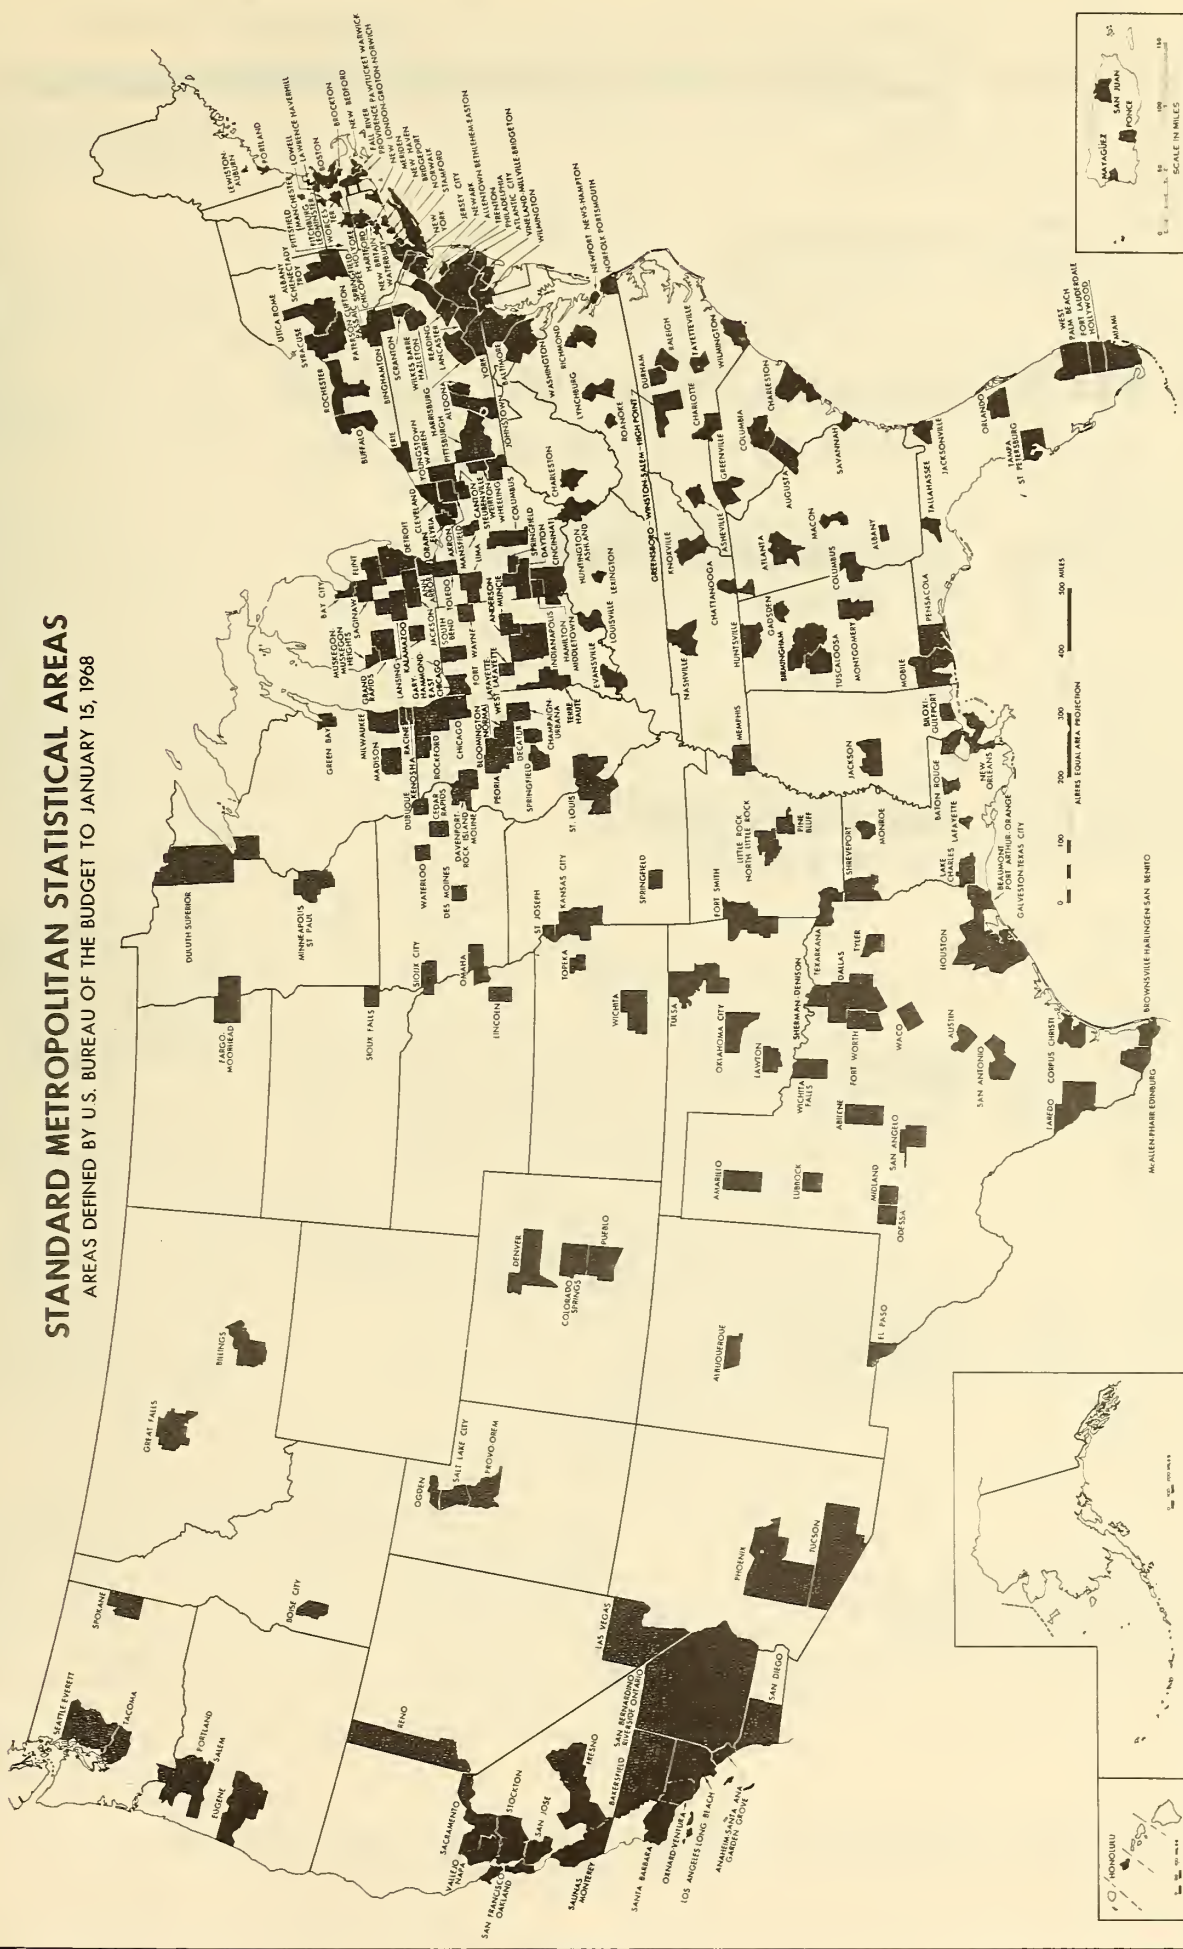 STANDARD METROPOLITAN STATISTICAL AREAS
AREAS DEFINED BY U.S. BUREAU OF THE BUDGET TO JANUARY 15, 1968
SEATTLE EVERETT
TACOMA
SPOKANE
PORTLAND
SALEM
EUGENE
BOISE CITY
GREAT FALLS
BILLINGS
RENO
LAS VEGAS
SACRAMENTO
VALLEJO
NAPA
STOCKTON
SAN FRANCISCO
OAKLAND
SAN JOSE
FRESNO
SALINAS
MONTEREY
BAKERSFIELD
SAN BERNARDINO
RIVERSIDE ONTARIO
SANTA BARBARA
OXNARD-VENTURA
LOS ANGELES LONG BEACH
ANAHEIM-SANTA ANA
GARDEN GROVE
SAN DIEGO
OGDEN
SALT LAKE CITY
PROVO-OREM
PHOENIX
TUCSON
DENVER
COLORADO
SPRINGS
PUEBLO
ALBUQUERQUE
EL PASO
FARGO
MOORHEAD
SIOUX FALLS
SIOUX CITY
OMAHA
LINCOLN
TOPEKA
WICHITA
ST JOSEPH
KANSAS CITY
TULSA
OKLAHOMA CITY
LAWTON
AMARILLO
LUBBOCK
WICHITA
FALLS
ABILENE
SAN ANGELO
MIDLAND
ODESSA
SHERMAN-DENISON
DALLAS
FORT WORTH
TYLER
TEXARKANA
WACO
AUSTIN
SAN ANTONIO
HOUSTON
CORPUS CHRISTI
LAREDO
McALLEN-PHARR EDINBURG
BROWNSVILLE-HARLINGEN-SAN BENITO
GALVESTON-TEXAS CITY
BEAUMONT
PORT ARTHUR-ORANGE
DULUTH SUPERIOR
MINNEAPOLIS
ST PAUL
WATERLOO
DES MOINES
DUBUQUE
CEDAR
RAPIDS
DAVENPORT-
ROCK ISLAND-
MOLINE
GREEN BAY
MILWAUKEE
MADISON
RACINE
KENOSHA
ROCKFORD
CHICAGO
PEORIA
BLOOMINGTON
NORMAL
SPRINGFIELD
DECATUR
CHAMPAIGN-
URBANA
ST. LOUIS
SPRINGFIELD
FORT SMITH
LITTLE ROCK
NORTH LITTLE ROCK
PINE
BLUFF
SHREVEPORT
MONROE
LAKE
CHARLES
LAFAYETTE
BATON ROUGE
NEW
ORLEANS
JACKSON
BILOXI-
GULFPORT
MEMPHIS
MUSKEGON-
MUSKEGON
HEIGHTS
BAY CITY
SAGINAW
FLINT
GRAND
RAPIDS
LANSING
KALAMAZOO
JACKSON
ANN
ARBOR
DETROIT
GARY-
HAMMOND-
EAST
CHICAGO
SOUTH
BEND
FORT WAYNE
LAFAYETTE
WEST LAFAYETTE
ANDERSON
MUNCIE
INDIANAPOLIS
TERRE
HAUTE
EVANSVILLE
LOUISVILLE
LEXINGTON
TOLEDO
LIMA
MANSFIELD
LORAIN
ELYRIA
CLEVELAND
AKRON
CANTON
YOUNGSTOWN
WARREN
STEUBENVILLE
WEIRTON
WHEELING
COLUMBUS
SPRINGFIELD
DAYTON
CINCINNATI
HAMILTON
MIDDLETOWN
HUNTINGTON
ASHLAND
CHARLESTON
NASHVILLE
KNOXVILLE
CHATTANOOGA
HUNTSVILLE
GADSDEN
BIRMINGHAM
TUSCALOOSA
MONTGOMERY
MOBILE
PENSACOLA
ATLANTA
MACON
COLUMBUS
ALBANY
AUGUSTA
SAVANNAH
TALLAHASSEE
JACKSONVILLE
ORLANDO
TAMPA
ST PETERSBURG
WEST
PALM BEACH
FORT LAUDERDALE
HOLLYWOOD
MIAMI
ASHEVILLE
GREENVILLE
COLUMBIA
CHARLESTON
CHARLOTTE
GREENSBORO-WINSTON-SALEM-HIGH POINT
DURHAM
RALEIGH
FAYETTEVILLE
WILMINGTON
ROANOKE
LYNCHBURG
RICHMOND
NEWPORT NEWS-HAMPTON
NORFOLK PORTSMOUTH
WASHINGTON
BALTIMORE
ERIE
PITTSBURGH
JOHNSTOWN
ALTOONA
HARRISBURG
YORK
LANCASTER
READING
WILKES BARRE
HAZLETON
SCRANTON
BINGHAMTON
BUFFALO
ROCHESTER
SYRACUSE
UTICA ROME
ALBANY
SCHENECTADY
TROY
PATERSON CLIFTON
PASSAIC
SPRINGFIELD
CHICOPEE HOLYOKE
HARTFORD
NEW
BRITAIN
WATERBURY
PITTSFIELD
FITCHBURG
LEOMINSTER
WORCESTER
MANCHESTER
LOWELL
LAWRENCE HAVERHILL
BOSTON
LEWISTON-
AUBURN
PORTLAND
BROCKTON
NEW BEDFORD
FALL RIVER
PROVIDENCE PAWTUCKET WARWICK
NEW LONDON-GROTON-NORWICH
MERIDEN
NEW HAVEN
BRIDGEPORT
NORWALK
STAMFORD
NEW
YORK
JERSEY CITY
NEWARK
ALLENTOWN-BETHLEHEM-EASTON
TRENTON
PHILADELPHIA
ATLANTIC CITY
VINELAND-MILLVILLE-BRIDGETON
WILMINGTON
HONOLULU
MAYAGÜEZ
SAN JUAN
PONCE
0 50 100 150
SCALE IN MILES
0 100 200 300 400 500 MILES
ALBERS EQUAL AREA PROJECTION